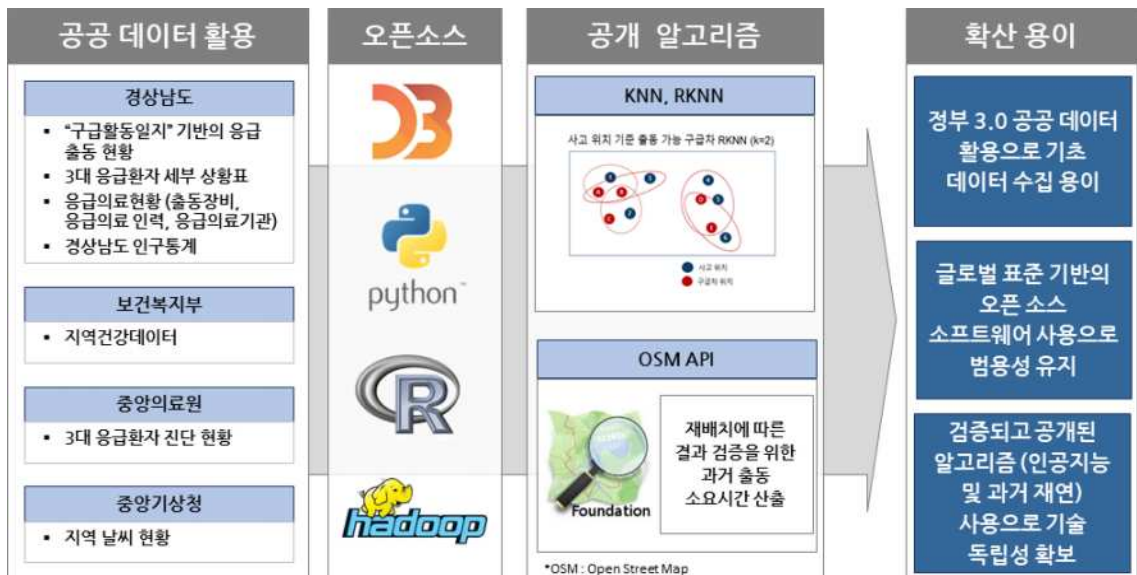 공공 데이터 활용
경상남도
▪ “구급활동일지” 기반의 응급
출동 현황
▪ 3대 응급환자 세부 상황표
▪ 응급의료현황 (출동장비,
응급의료 인력, 응급의료기관)
▪ 경상남도 인구통계
보건복지부
▪ 지역건강데이터
중앙의료원
▪ 3대 응급환자 진단 현황
중앙기상청
▪ 지역 날씨 현황
오픈소스
D3
python™
R
hadoop
공개 알고리즘
KNN, RKNN
사고 위치 기준 출동 가능 구급차 RKNN (k=2)
사고 위치
구급차 위치
OSM API
Foundation
재배치에 따른
결과 검증을 위한
과거 출동
소요시간 산출
*OSM : Open Street Map
확산 용이
정부 3.0 공공 데이터
활용으로 기초
데이터 수집 용이
글로벌 표준 기반의
오픈 소스
소프트웨어 사용으로
범용성 유지
검증되고 공개된
알고리즘 (인공지능
및 과거 재연)
사용으로 기술
독립성 확보